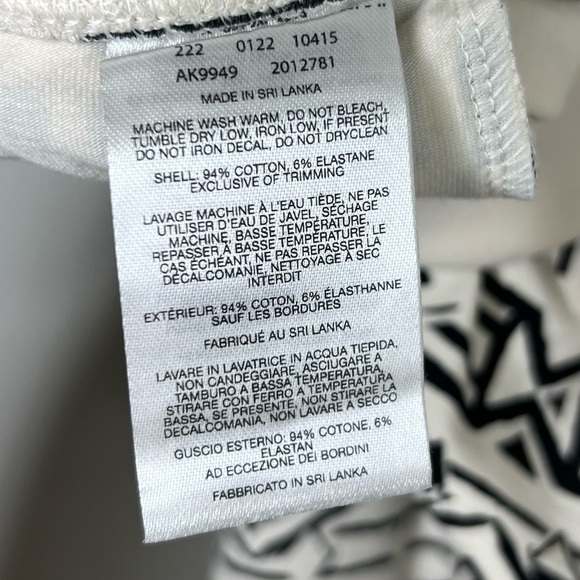 222 0122 10415
AK9949 2012781
MADE IN SRI LANKA
MACHINE WASH WARM, DO NOT BLEACH,
TUMBLE DRY LOW, IRON LOW, IF PRESENT
DO NOT IRON DECAL, DO NOT DRYCLEAN
SHELL: 94% COTTON, 6% ELASTANE
EXCLUSIVE OF TRIMMING
LAVAGE MACHINE À L'EAU TIÈDE, NE PAS
UTILISER D'EAU DE JAVEL, SÉCHAGE
MACHINE, BASSE TEMPÉRATURE,
REPASSER À BASSE TEMPÉRATURE, LE
CAS ÉCHÉANT, NE PAS REPASSER LA
DÉCALCOMANIE, NETTOYAGE À SEC
INTERDIT
EXTÉRIEUR: 94% COTON, 6% ÉLASTHANNE
SAUF LES BORDURES
FABRIQUÉ AU SRI LANKA
LAVARE IN LAVATRICE IN ACQUA TIEPIDA,
NON CANDEGGIARE, ASCIUGARE A
TAMBURO A BASSA TEMPERATURA,
STIRARE CON FERRO A TEMPERATURA
BASSA, SE PRESENTE, NON STIRARE LA
DECALCOMANIA, NON LAVARE A SECCO
GUSCIO ESTERNO: 94% COTONE, 6%
ELASTAN
AD ECCEZIONE DEI BORDINI
FABBRICATO IN SRI LANKA